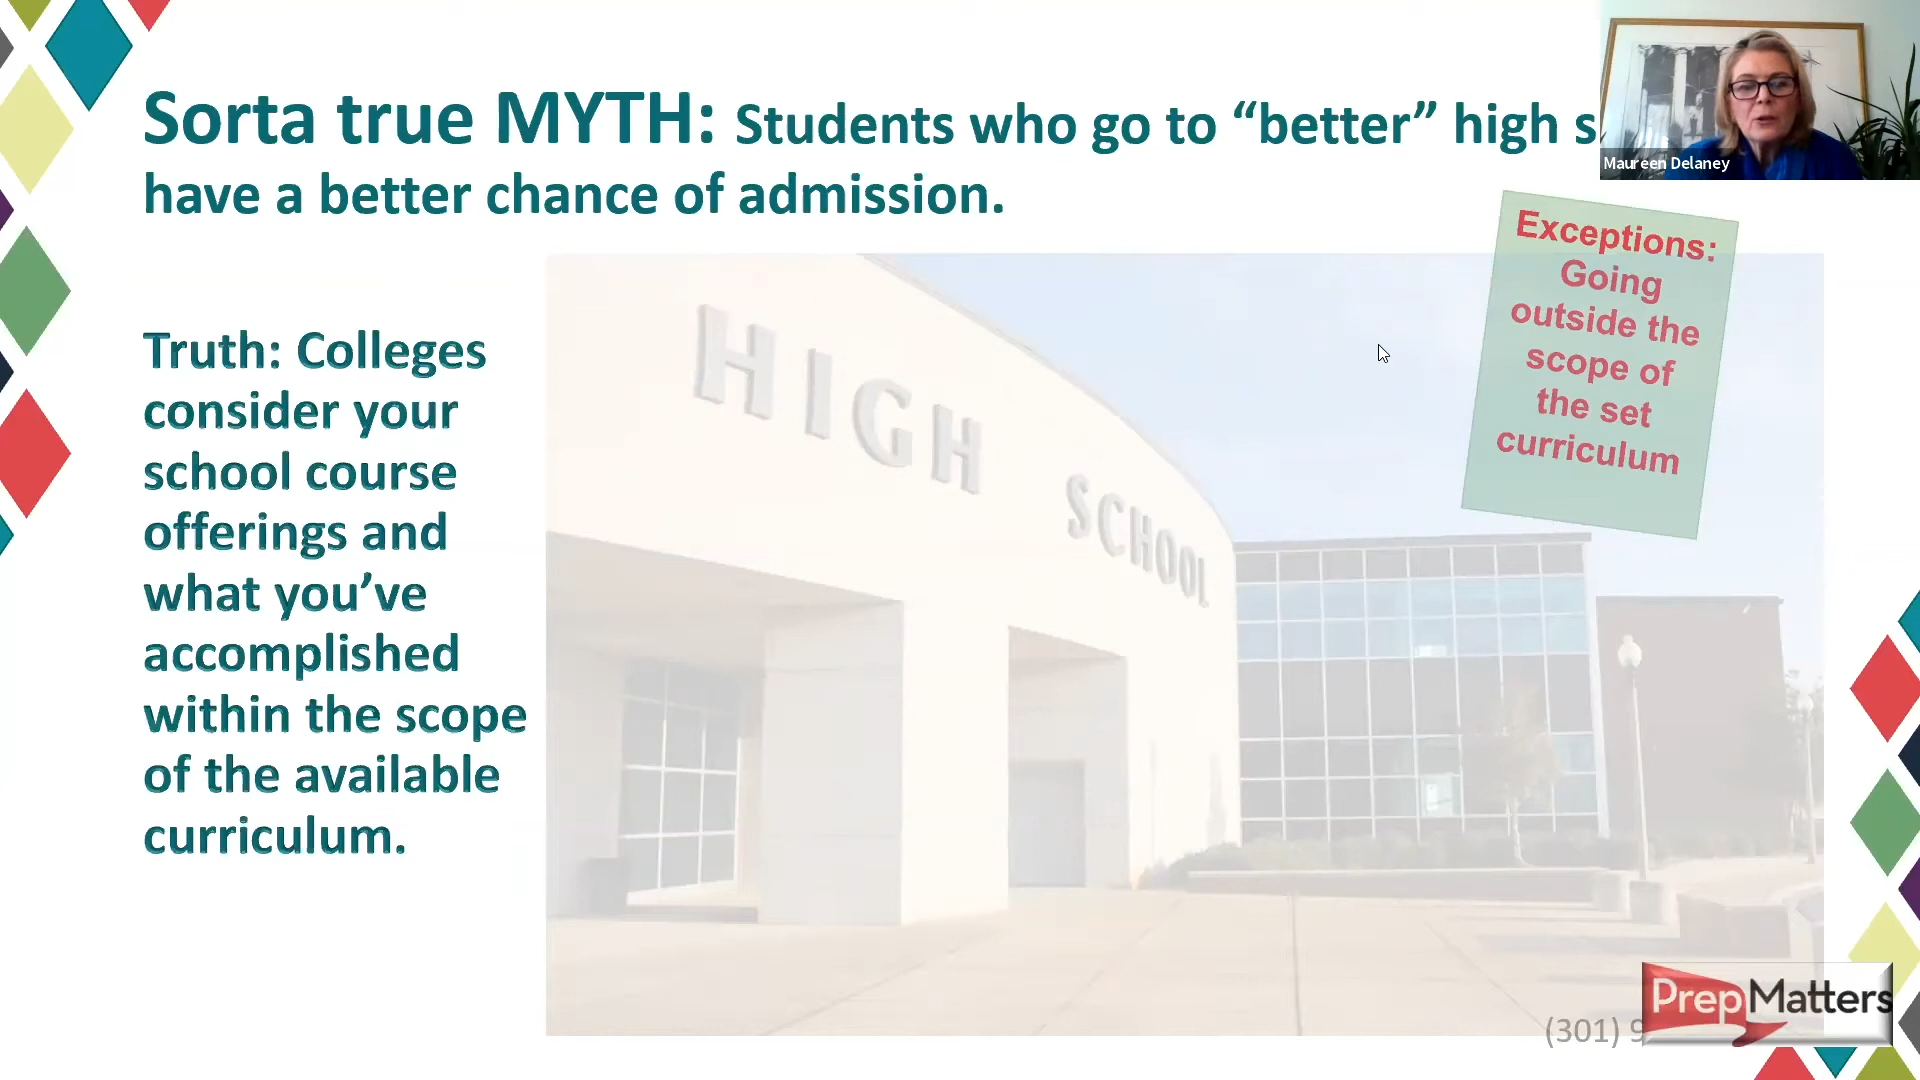 Sorta true MYTH: Students who go to “better” high
have a better chance of admission.
Maureen Delaney
Exceptions:
Going
outside the
scope of
the set
curriculum
Truth: Colleges
consider your
school course
offerings and
what you’ve
accomplished
within the scope
of the available
curriculum.
HIGH SCHOOL
(301) 9
PrepMatters